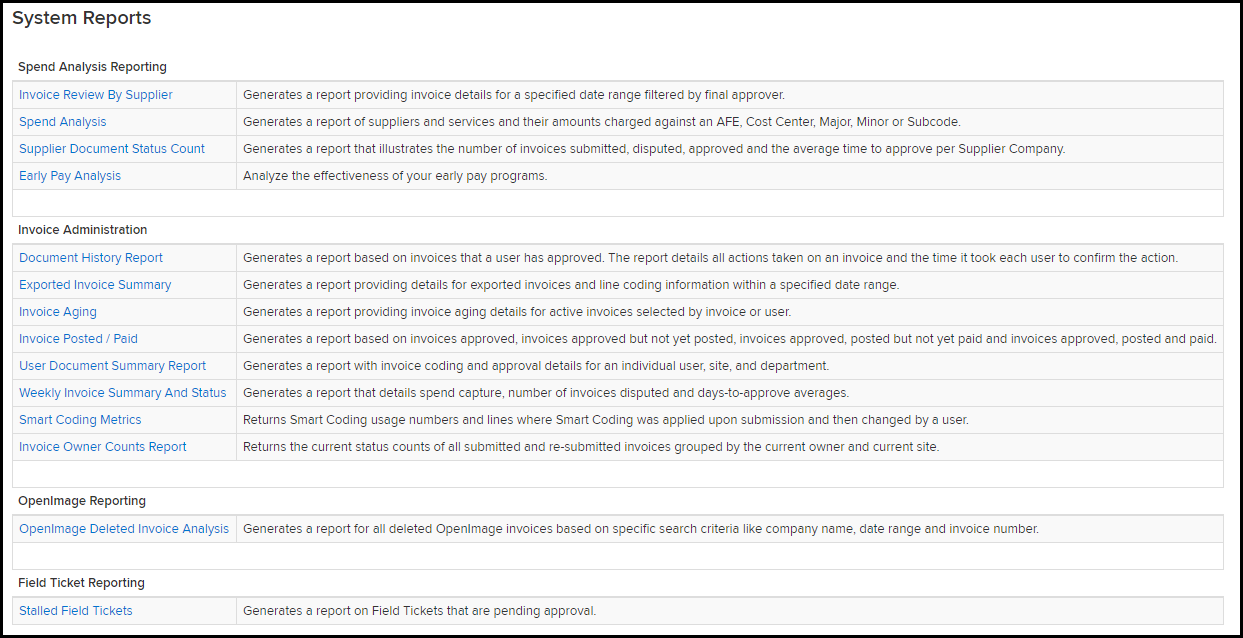 System Reports
Spend Analysis Reporting
Invoice Review By Supplier Generates a report providing invoice details for a specified date range filtered by final approver.
Spend Analysis Generates a report of suppliers and services and their amounts charged against an AFE, Cost Center, Major, Minor or Subcode.
Supplier Document Status Count Generates a report that illustrates the number of invoices submitted, disputed, approved and the average time to approve per Supplier Company.
Early Pay Analysis Analyze the effectiveness of your early pay programs.
Invoice Administration
Document History Report Generates a report based on invoices that a user has approved. The report details all actions taken on an invoice and the time it took each user to confirm the action.
Exported Invoice Summary Generates a report providing details for exported invoices and line coding information within a specified date range.
Invoice Aging Generates a report providing invoice aging details for active invoices selected by invoice or user.
Invoice Posted / Paid Generates a report based on invoices approved, invoices approved but not yet posted, invoices approved, posted but not yet paid and invoices approved, posted and paid.
User Document Summary Report Generates a report with invoice coding and approval details for an individual user, site, and department.
Weekly Invoice Summary And Status Generates a report that details spend capture, number of invoices disputed and days-to-approve averages.
Smart Coding Metrics Returns Smart Coding usage numbers and lines where Smart Coding was applied upon submission and then changed by a user.
Invoice Owner Counts Report Returns the current status counts of all submitted and re-submitted invoices grouped by the current owner and current site.
OpenImage Reporting
OpenImage Deleted Invoice Analysis Generates a report for all deleted OpenImage invoices based on specific search criteria like company name, date range and invoice number.
Field Ticket Reporting
Stalled Field Tickets Generates a report on Field Tickets that are pending approval.